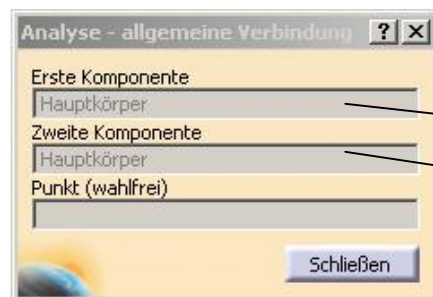 Analyse - allgemeine Verbindung
Erste Komponente
Hauptkörper
Zweite Komponente
Hauptkörper
Punkt (wahlfrei)
Schließen